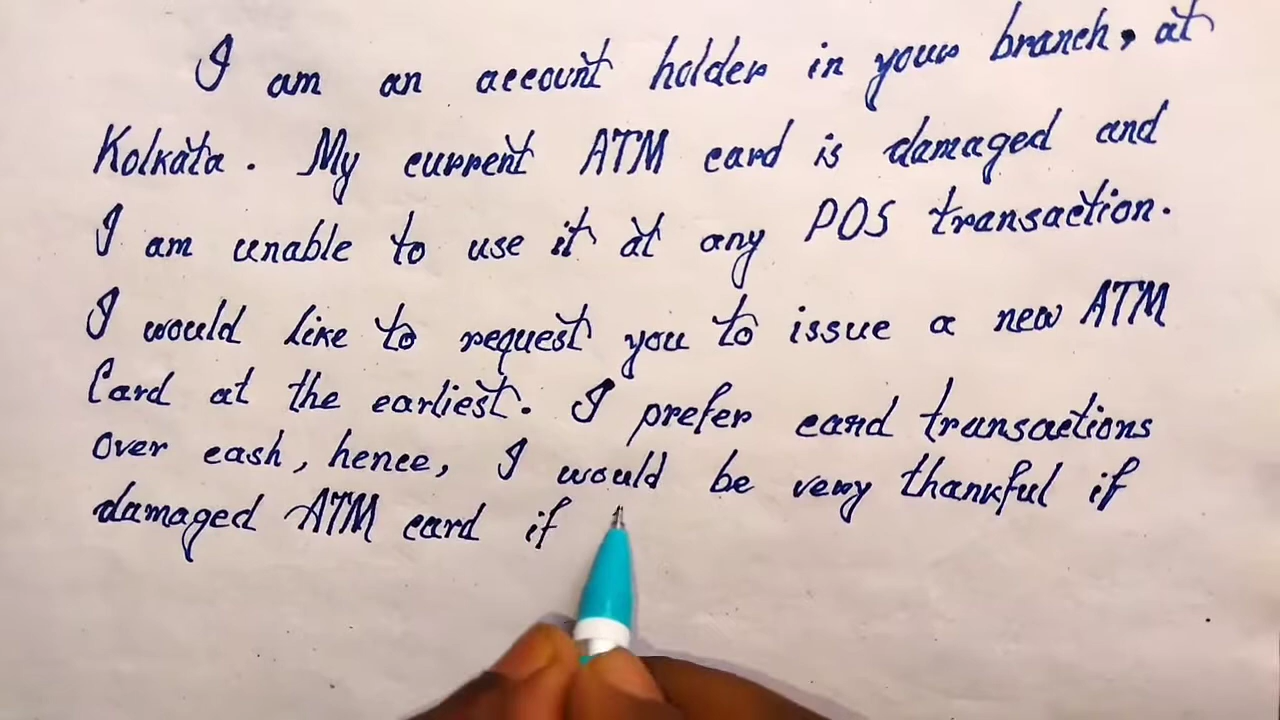 I am an account holder in your branch, at
Kolkata. My current ATM card is damaged and
I am unable to use it at any POS transaction.
I would like to request you to issue a new ATM
Card at the earliest. I prefer card transactions
over cash, hence, I would be very thankful if
damaged ATM card if